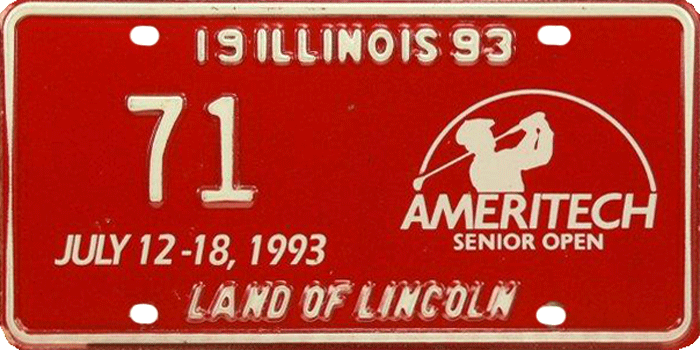 19 ILLINOIS 93
71
AMERITECH
SENIOR OPEN
JULY 12-18, 1993
LAND OF LINCOLN